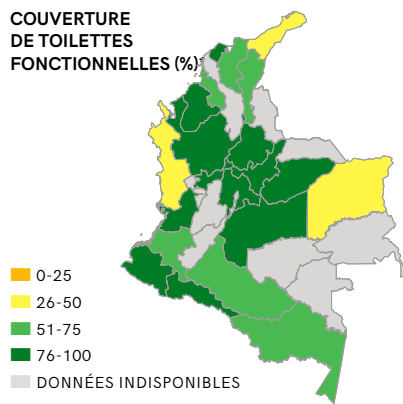 COUVERTURE
DE TOILETTES
FONCTIONNELLES (%)*
0-25
26-50
51-75
76-100
DONNÉES INDISPONIBLES